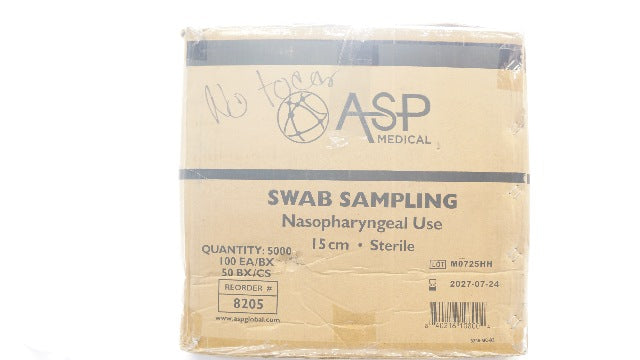 No tocar
ASP
MEDICAL
SWAB SAMPLING
Nasopharyngeal Use
15cm • Sterile
QUANTITY: 5000
100 EA/BX
50 BX/CS
REORDER #
8205
www.aspglobal.com
LOT M0725HH
2027-07-24